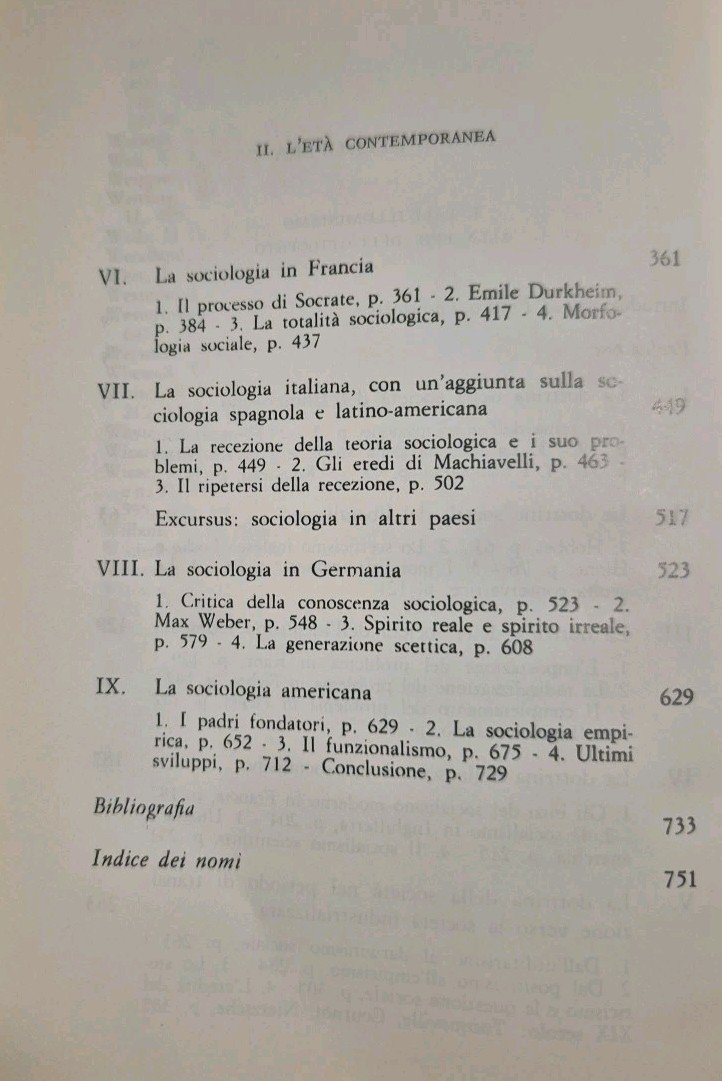 II. L'ETÀ CONTEMPORANEA
VI. La sociologia in Francia 361
1. Il processo di Socrate, p. 361 - 2. Emile Durkheim,
p. 384 - 3. La totalità sociologica, p. 417 - 4. Morfo-
logia sociale, p. 437
VII. La sociologia italiana, con un'aggiunta sulla so-
ciologia spagnola e latino-americana 449
1. La recezione della teoria sociologica e i suo pro-
blemi, p. 449 - 2. Gli eredi di Machiavelli, p. 463 -
3. Il ripetersi della recezione, p. 502
Excursus: sociologia in altri paesi 517
VIII. La sociologia in Germania 523
1. Critica della conoscenza sociologica, p. 523 - 2.
Max Weber, p. 548 - 3. Spirito reale e spirito irreale,
p. 579 - 4. La generazione scettica, p. 608
IX. La sociologia americana 629
1. I padri fondatori, p. 629 - 2. La sociologia empi-
rica, p. 652 - 3. Il funzionalismo, p. 675 - 4. Ultimi
sviluppi, p. 712 - Conclusione, p. 729
Bibliografia 733
Indice dei nomi 751